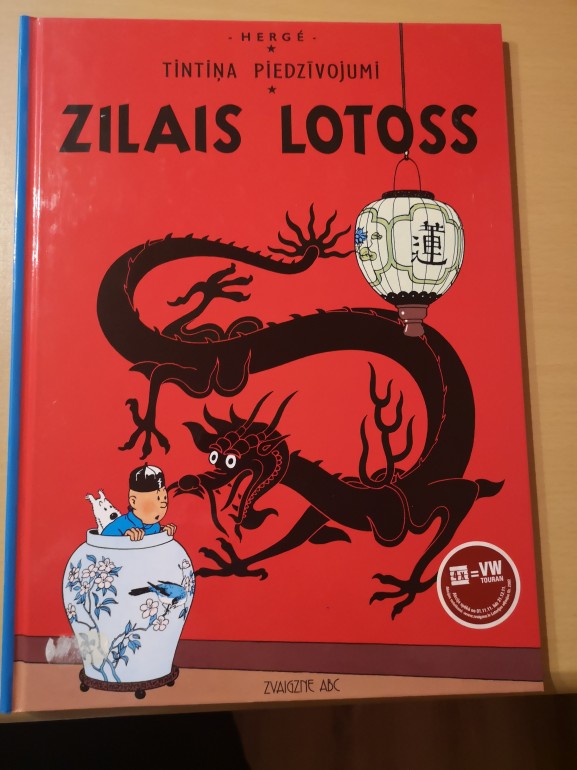 - HERGÉ -
TINTIŅA PIEDZĪVOJUMI
ZILAIS LOTOSS
蓮
= VW
TOURAN
ZVAIGZNE ABC